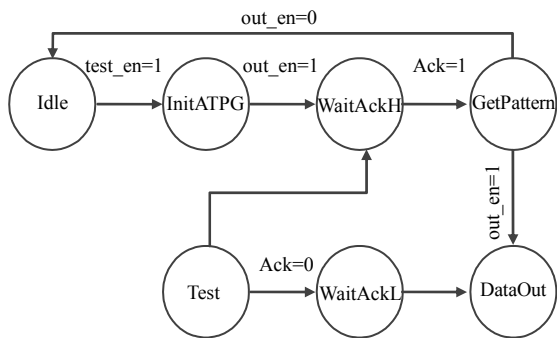 out_en=0
test_en=1
out_en=1
Ack=1
Idle
InitATPG
WaitAckH
GetPattern
out_en=1
Ack=0
Test
WaitAckL
DataOut